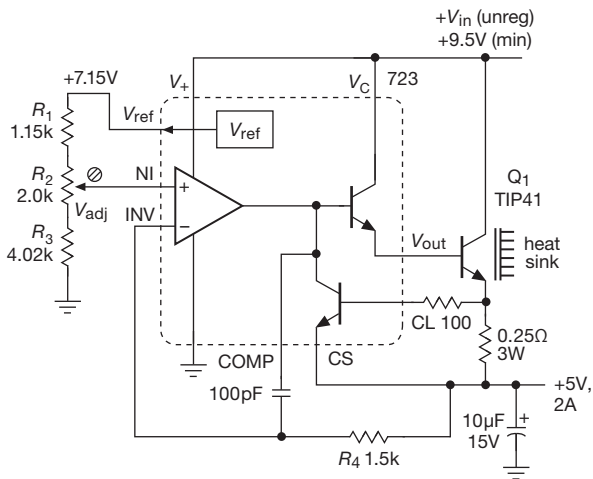 +Vin (unreg)
+9.5V (min)
+7.15V
V+
VC
723
R1
1.15k
Vref
Vref
R2
2.0k
NI
+
Q1
TIP41
Vadj
INV
−
Vout
R3
4.02k
heat
sink
CL 100
0.25Ω
3W
COMP
CS
100pF
+5V,
2A
10μF
+
15V
R4 1.5k